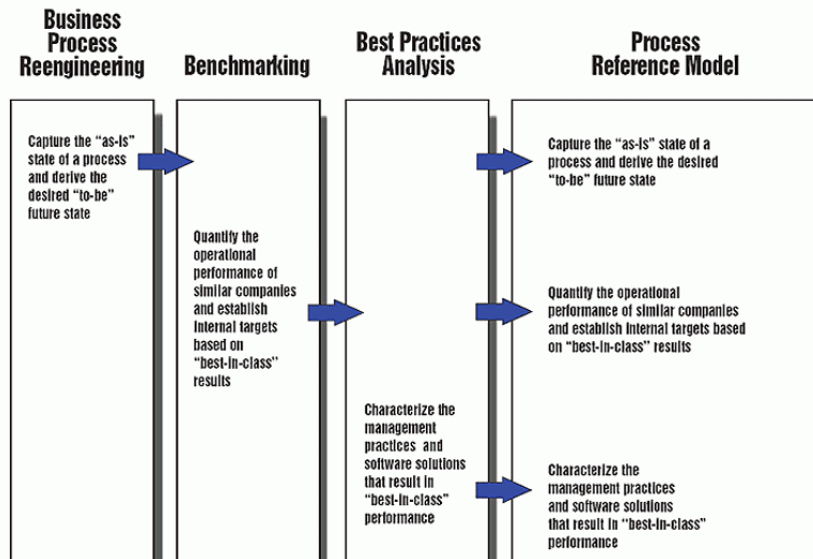 Business
Process
Reengineering
Benchmarking
Best Practices
Analysis
Process
Reference Model
Capture the "as-is"
state of a process
and derive the
desired "to-be"
future state
Quantify the
operational
performance of
similar companies
and establish
internal targets
based on
"best-in-class"
results
Characterize the
management
practices and
software solutions
that result in
"best-in-class"
performance
Capture the "as-is" state of a
process and derive the desired
"to-be" future state
Quantify the operational
performance of similar companies
and establish internal targets based
on "best-in-class" results
Characterize the
management practices
and software solutions
that result in "best-in-class"
performance